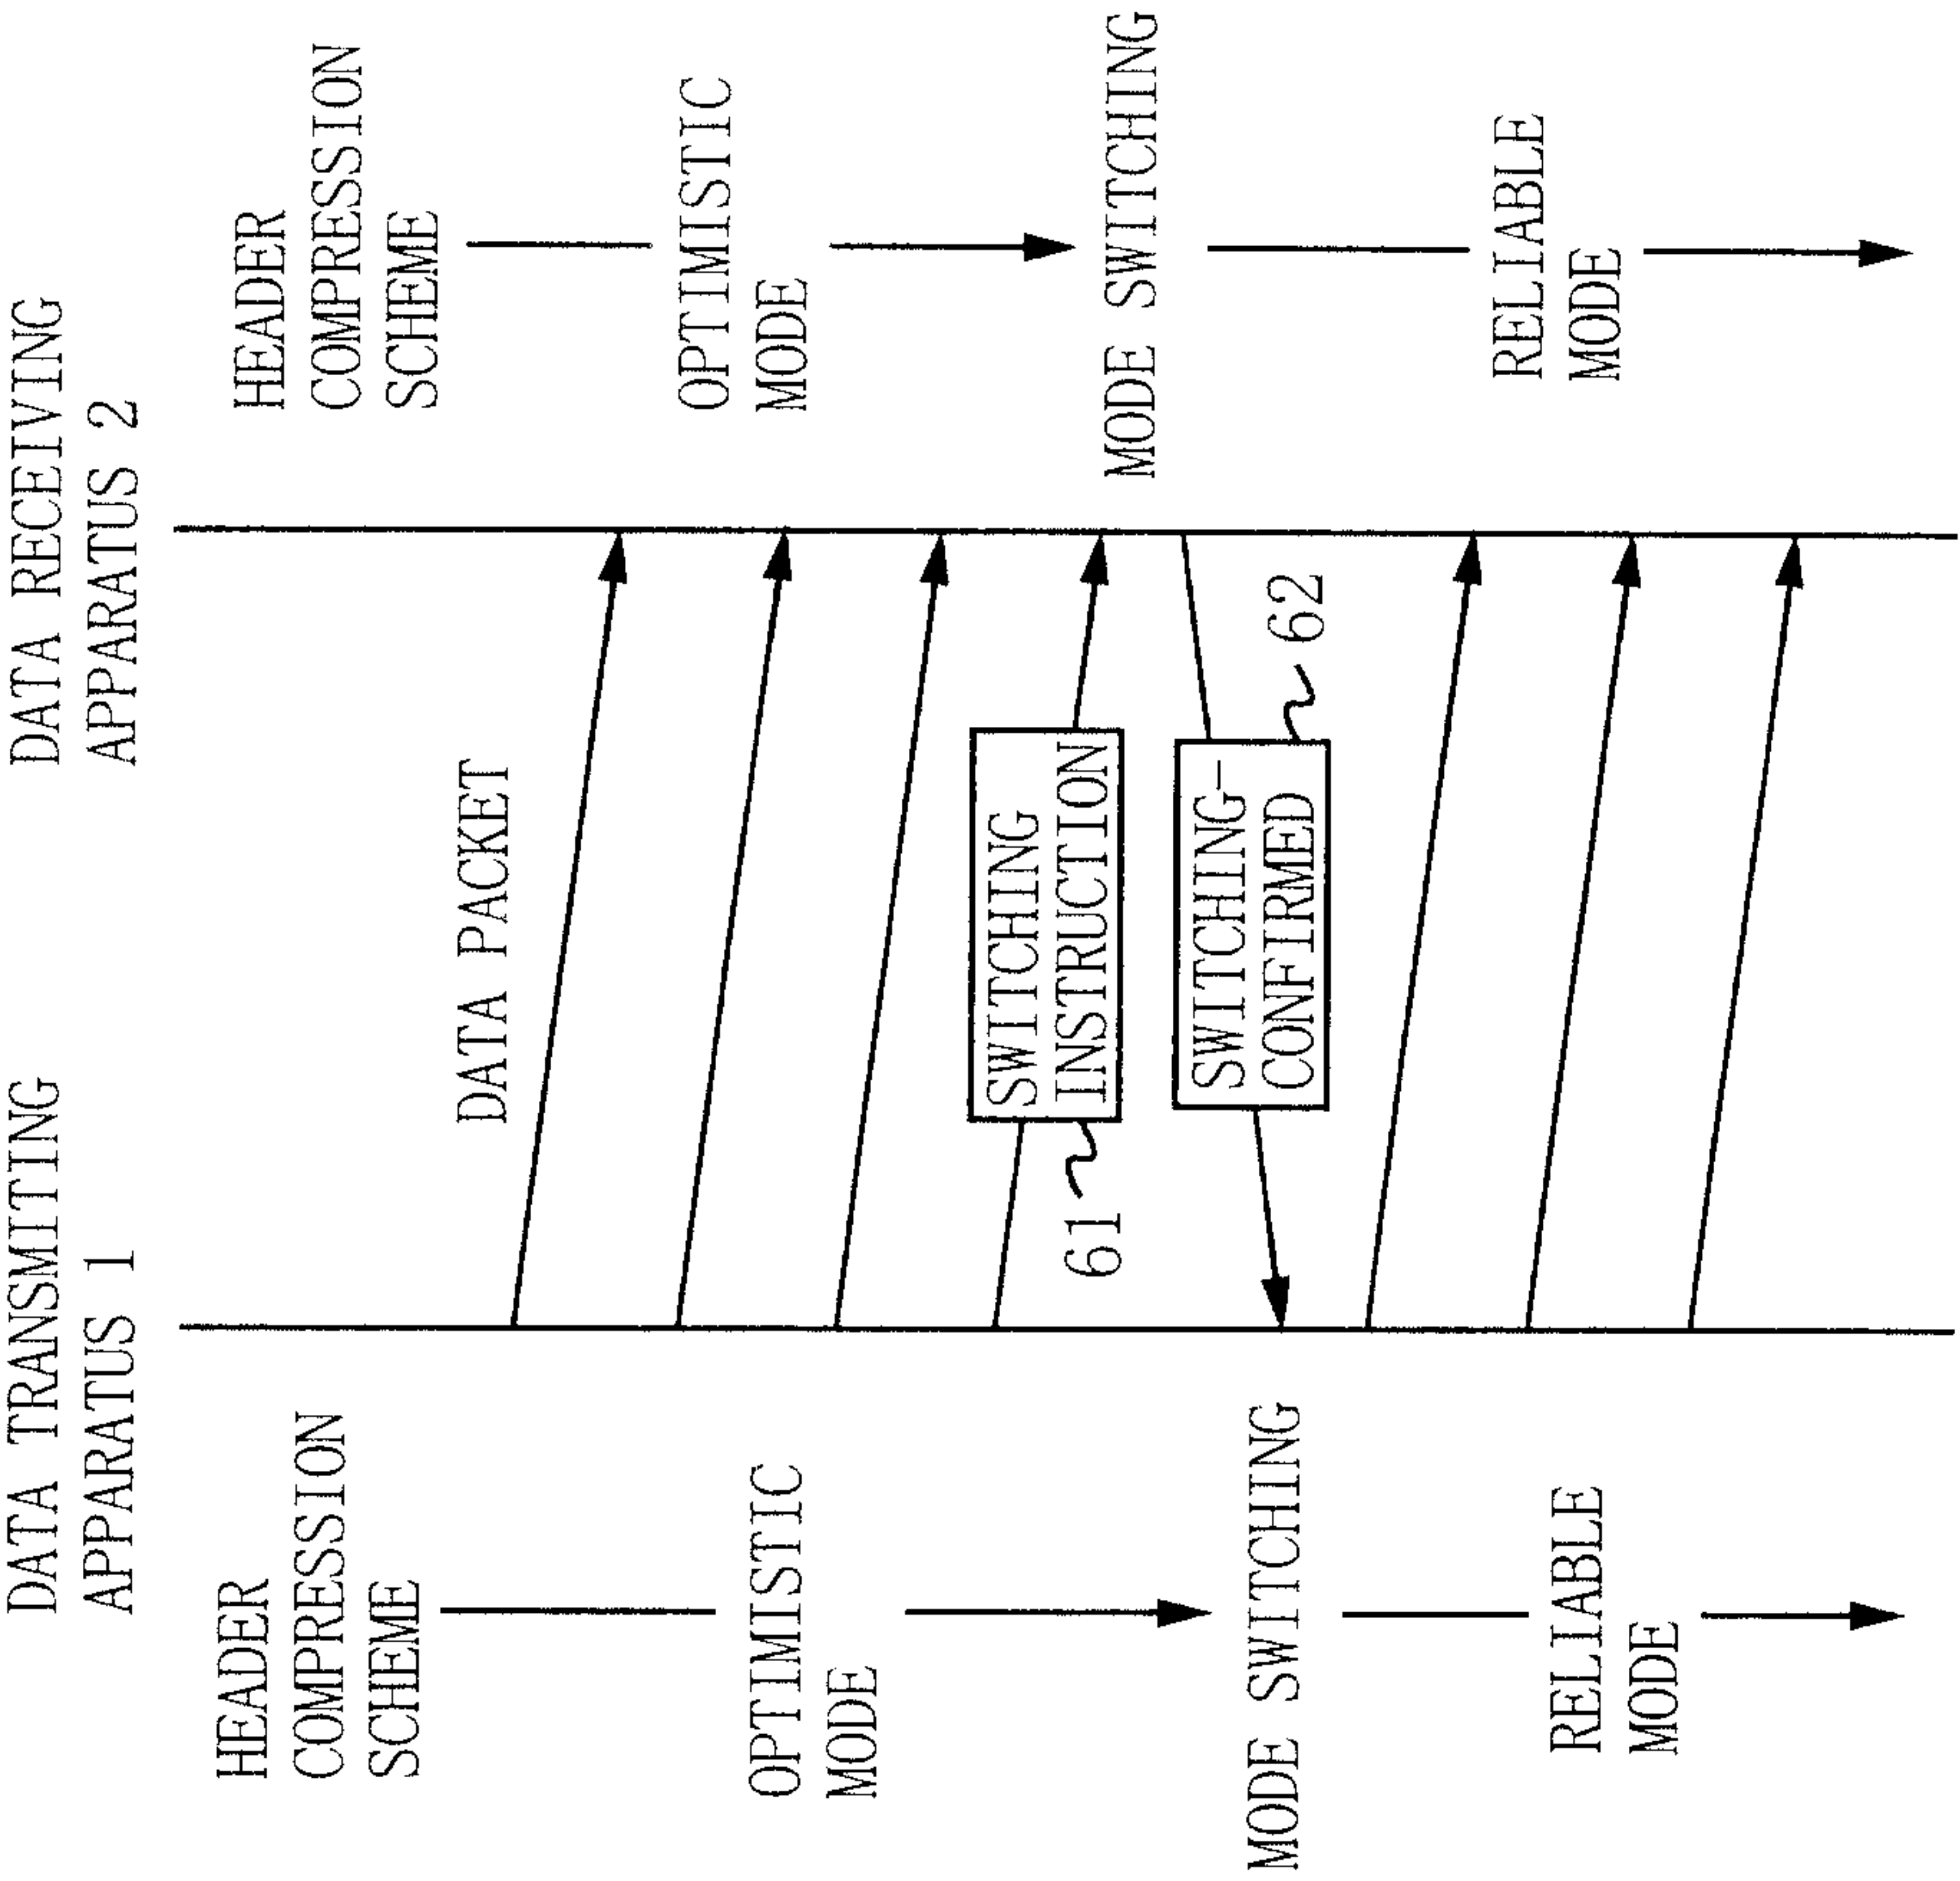 DATA TRANSMITING
APPARATUS 1
DATA RECEIVING
APPARATUS 2
HEADER
COMPRESSION
SCHEME
HEADER
COMPRESSION
SCHEME
DATA PACKET
OPTIMISTIC
MODE
OPTIMISTIC
MODE
SWITCHING
INSTRUCTION
61
MODE SWITCHING
SWITCHING-
CONFIRMED
62
MODE SWITCHING
RELIABLE
MODE
RELIABLE
MODE